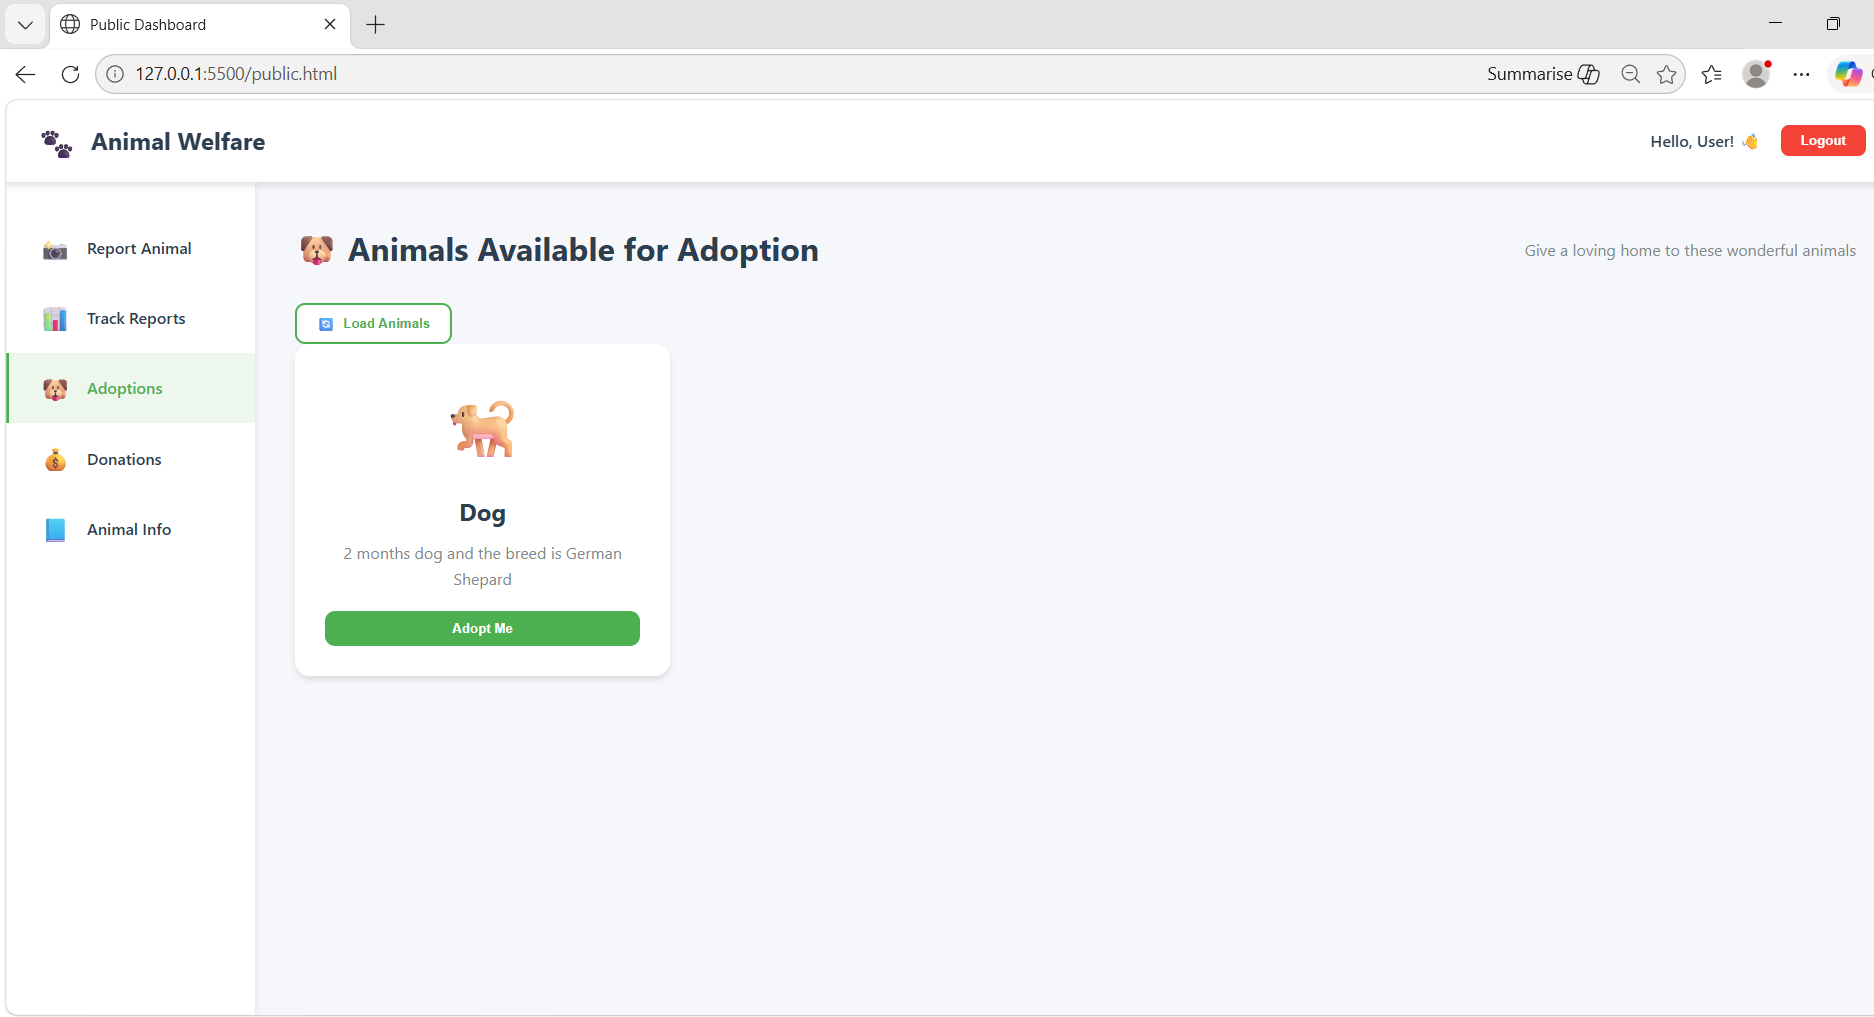 Public Dashboard
127.0.0.1:5500/public.html
Summarise
Animal Welfare
Hello, User! 👋
Logout
Report Animal
Track Reports
Adoptions
Donations
Animal Info
Animals Available for Adoption
Give a loving home to these wonderful animals
Load Animals
Dog
2 months dog and the breed is German
Shepard
Adopt Me